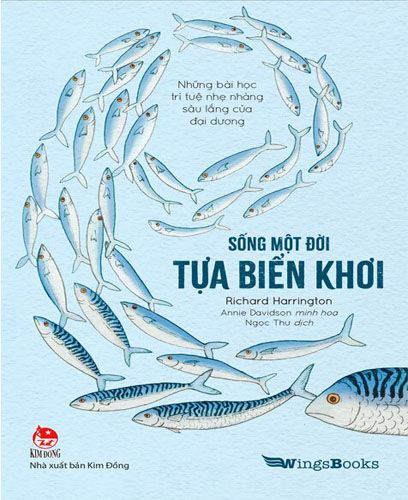 Những bài học
trí tuệ nhẹ nhàng
sâu lắng của
đại dương
SỐNG MỘT ĐỜI
TỰA BIỂN KHƠI
Richard Harrington
Annie Davidson minh họa
Ngọc Thư dịch
KIM ĐỒNG
Nhà xuất bản Kim Đồng
WingsBooks